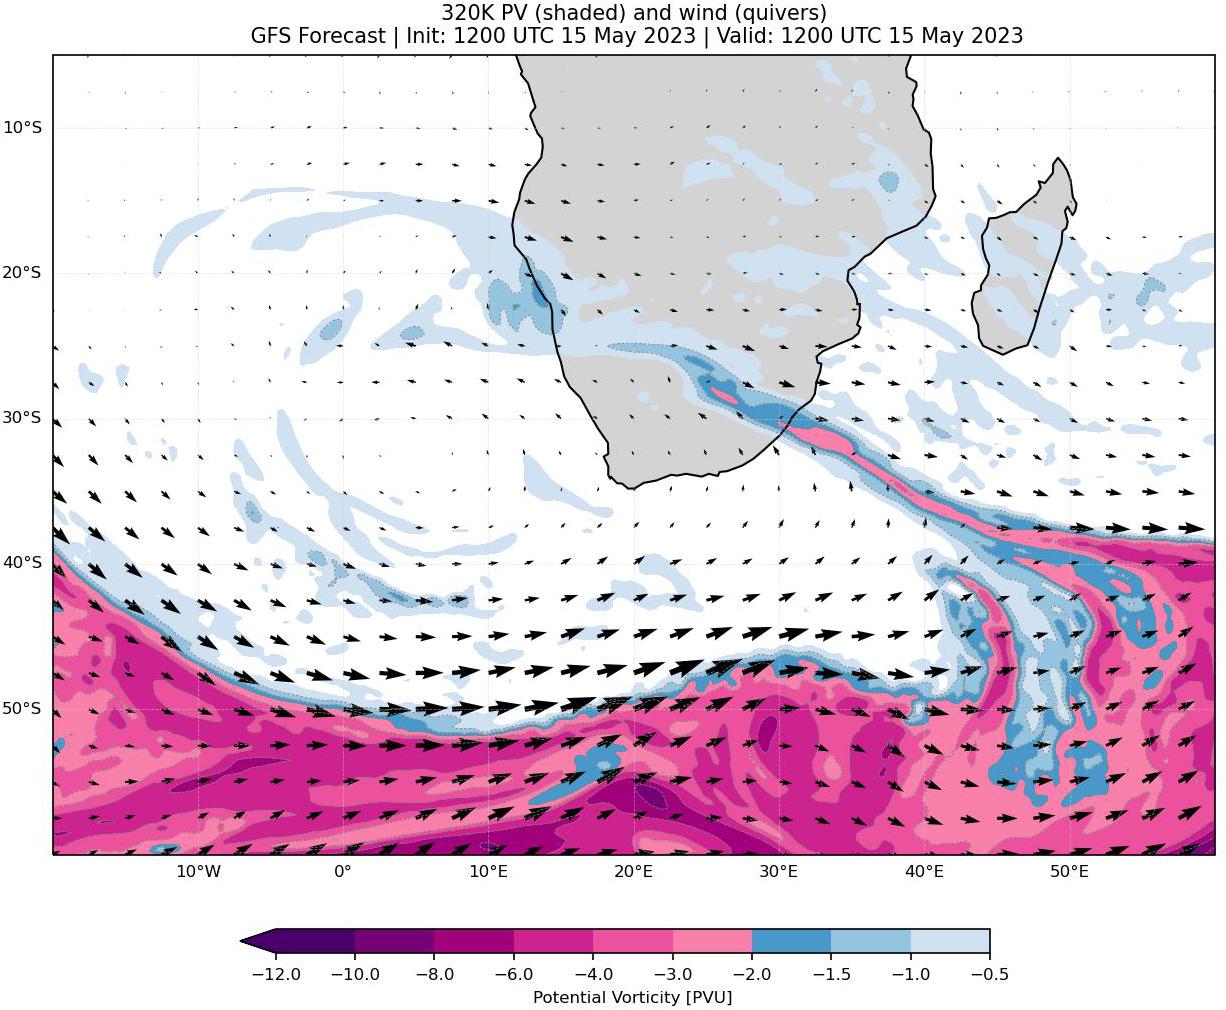 320K PV (shaded) and wind (quivers)
GFS Forecast | Init: 1200 UTC 15 May 2023 | Valid: 1200 UTC 15 May 2023
10°S
20°S
30°S
40°S
50°S
10°W 0° 10°E 20°E 30°E 40°E 50°E
−12.0 −10.0 −8.0 −6.0 −4.0 −3.0 −2.0 −1.5 −1.0 −0.5
Potential Vorticity [PVU]